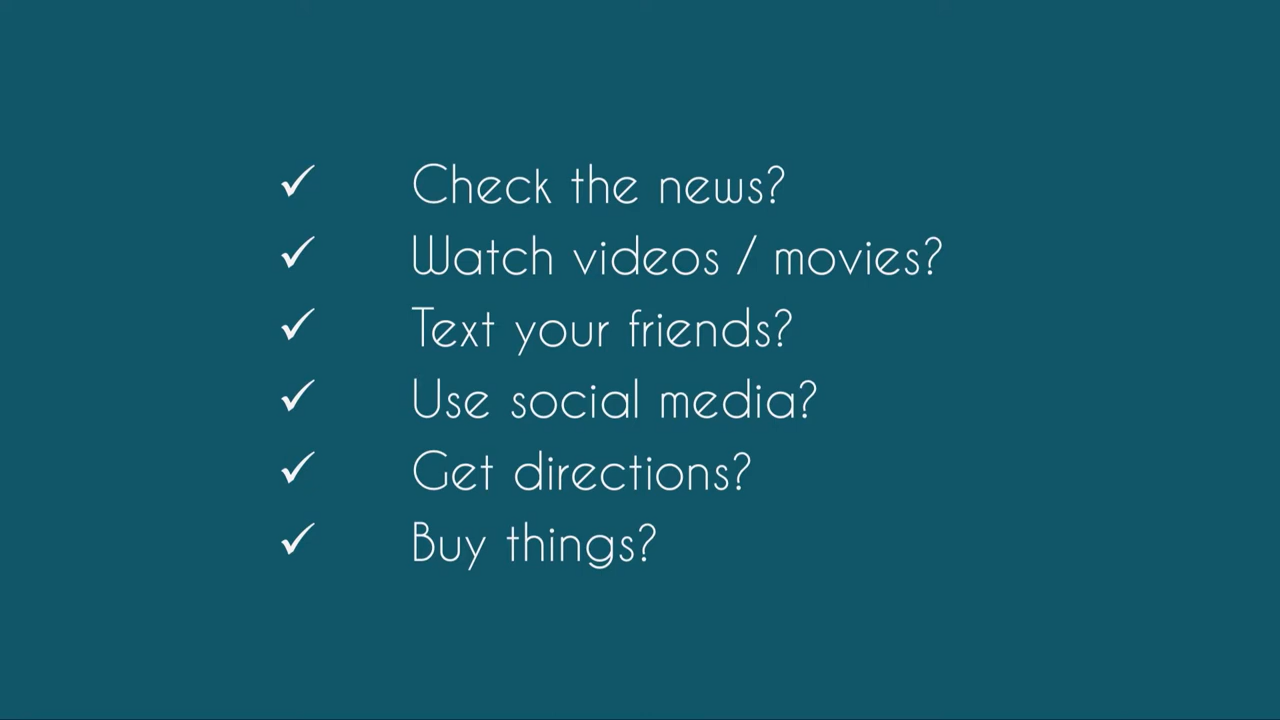 ✓ Check the news?
✓ Watch videos / movies?
✓ Text your friends?
✓ Use social media?
✓ Get directions?
✓ Buy things?